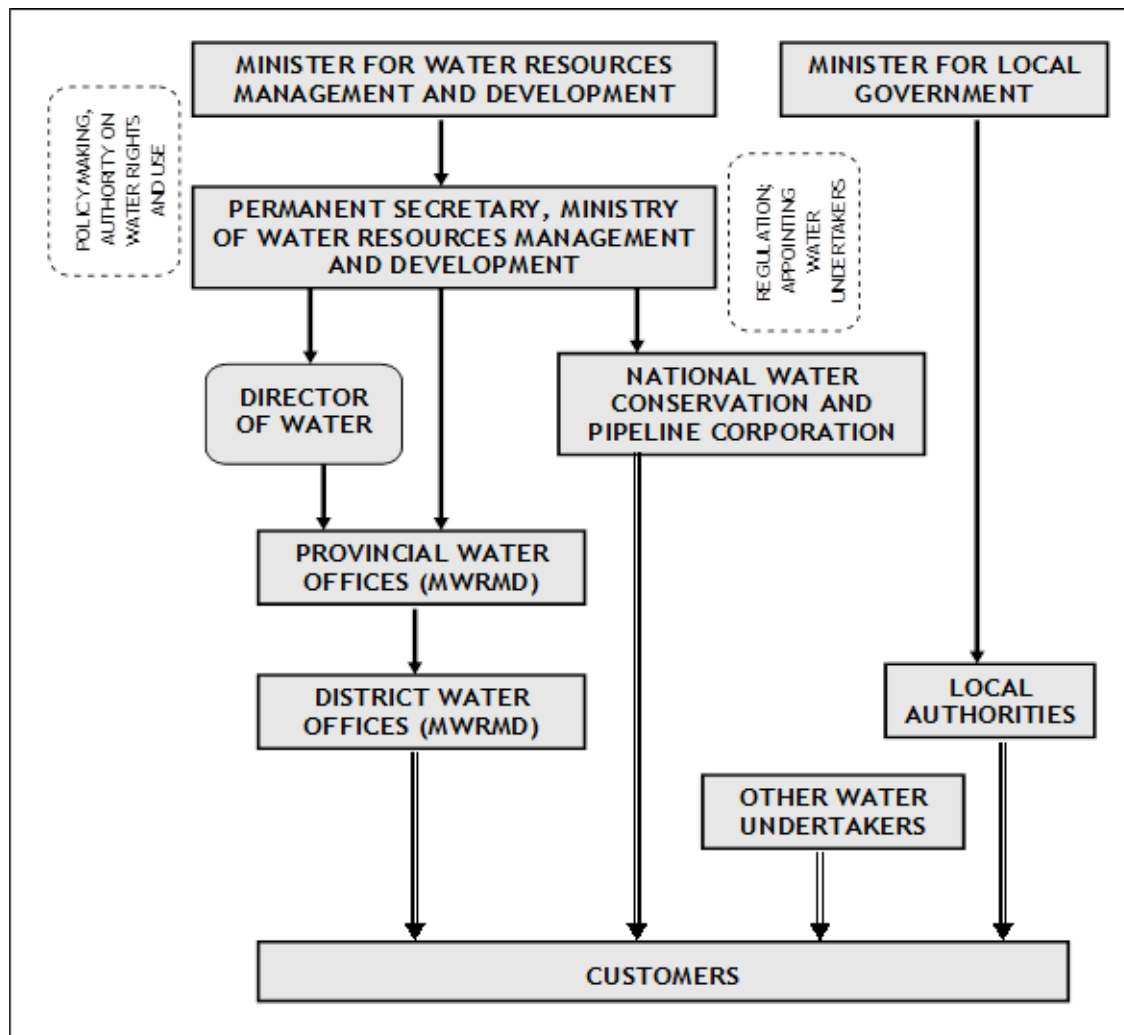 MINISTER FOR WATER RESOURCES
MANAGEMENT AND DEVELOPMENT
MINISTER FOR LOCAL
GOVERNMENT
POLICY MAKING,
AUTHORITY ON
WATER RIGHTS
AND USE
PERMANENT SECRETARY, MINISTRY
OF WATER RESOURCES MANAGEMENT
AND DEVELOPMENT
REGULATION;
APPOINTING
WATER
UNDERTAKERS
DIRECTOR
OF WATER
NATIONAL WATER
CONSERVATION AND
PIPELINE CORPORATION
PROVINCIAL WATER
OFFICES (MWRMD)
DISTRICT WATER
OFFICES (MWRMD)
LOCAL
AUTHORITIES
OTHER WATER
UNDERTAKERS
CUSTOMERS